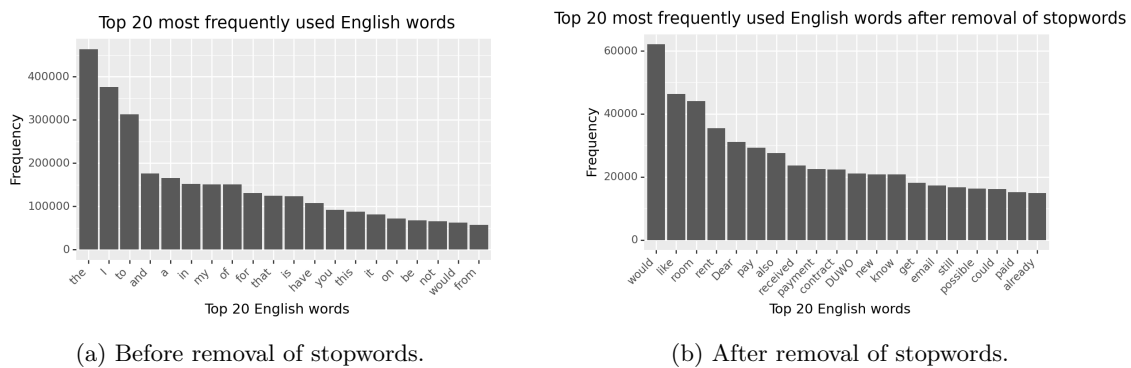 Top 20 most frequently used English words
Frequency
400000
300000
200000
100000
0
the I to and a in my of for that is have you this it on be not would from
Top 20 English words
(a) Before removal of stopwords.
Top 20 most frequently used English words after removal of stopwords
Frequency
60000
40000
20000
0
would like room rent Dear pay also received payment contract DUWO new know get email still possible could paid already
Top 20 English words
(b) After removal of stopwords.